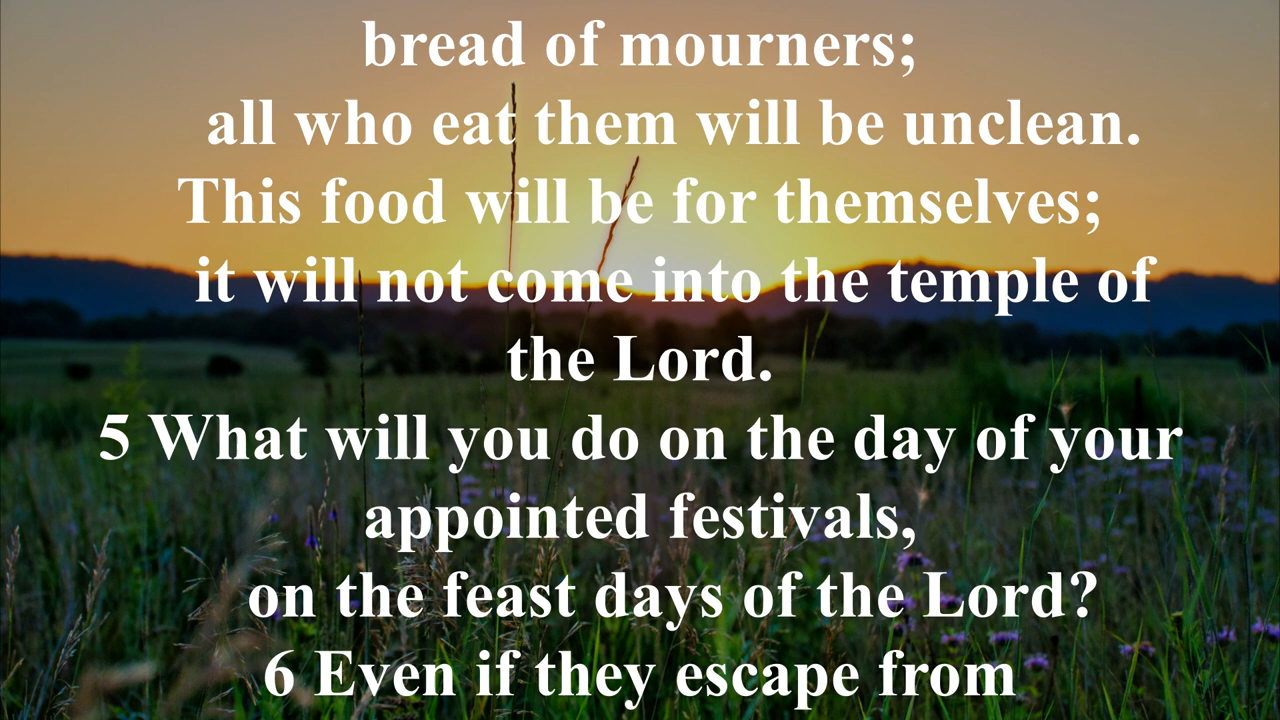 bread of mourners;
all who eat them will be unclean.
This food will be for themselves;
it will not come into the temple of
the Lord.
5 What will you do on the day of your
appointed festivals,
on the feast days of the Lord?
6 Even if they escape from